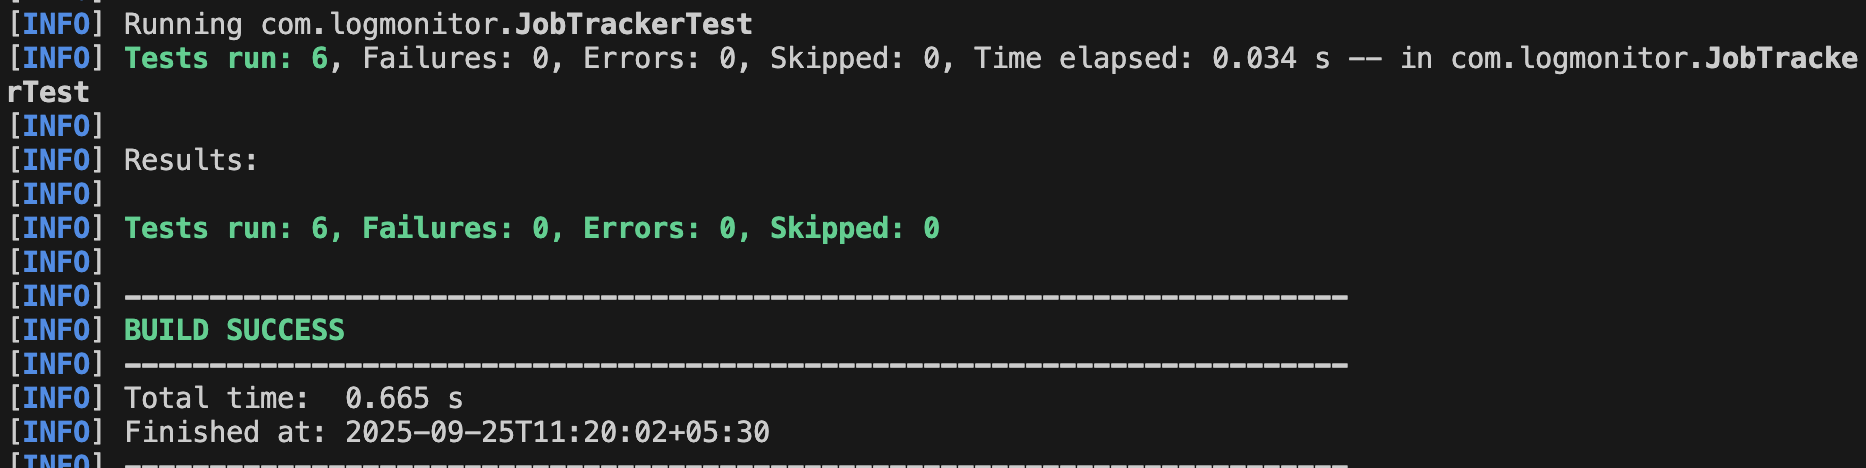 [INFO] Running com.logmonitor.JobTrackerTest
[INFO] Tests run: 6, Failures: 0, Errors: 0, Skipped: 0, Time elapsed: 0.034 s -- in com.logmonitor.JobTracke
rTest
[INFO]
[INFO] Results:
[INFO]
[INFO] Tests run: 6, Failures: 0, Errors: 0, Skipped: 0
[INFO]
[INFO] ------------------------------------------------------------------------
[INFO] BUILD SUCCESS
[INFO] ------------------------------------------------------------------------
[INFO] Total time:  0.665 s
[INFO] Finished at: 2025-09-25T11:20:02+05:30
[INFO] ------------------------------------------------------------------------